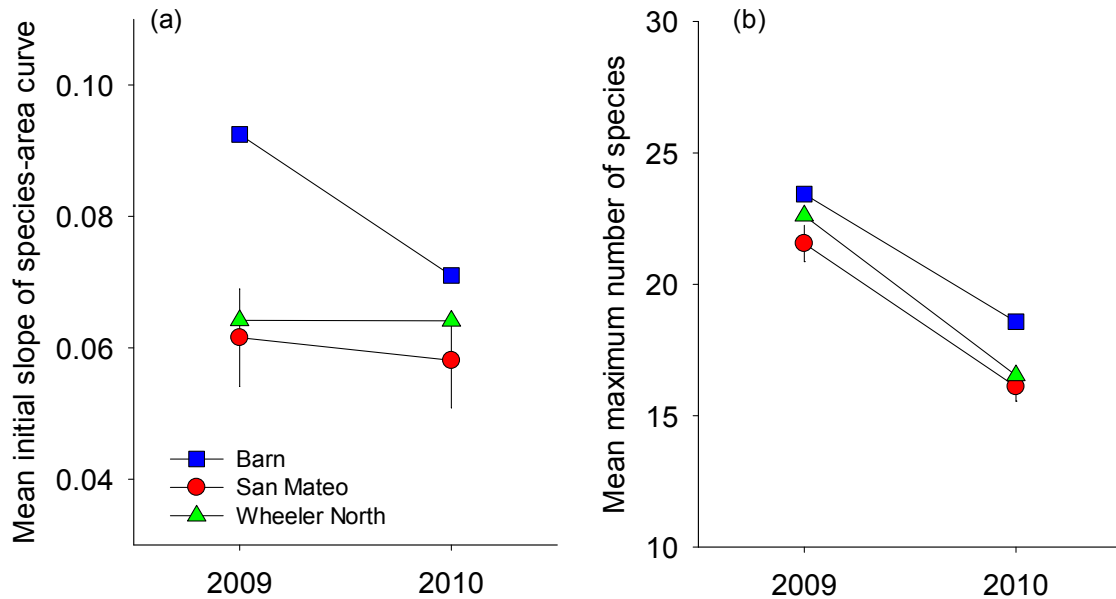 (a)
Mean initial slope of species-area curve
0.10
0.08
0.06
0.04
Barn
San Mateo
Wheeler North
2009 2010
(b)
Mean maximum number of species
30
25
20
15
10
2009 2010